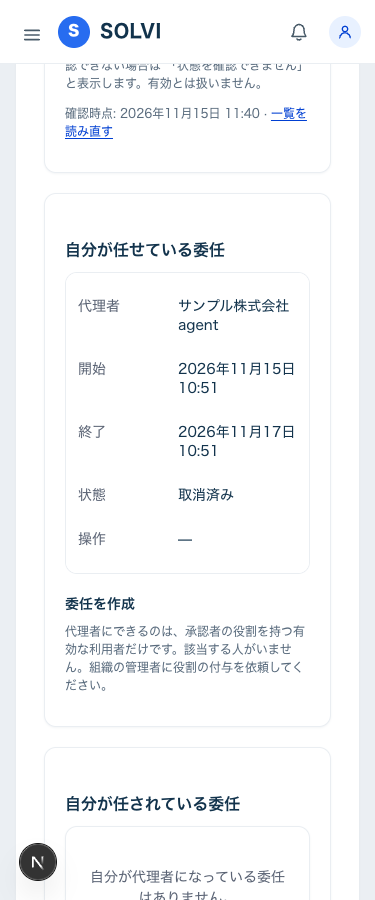 S SOLVI
認できない場合は「状態を確認できません」
と表示します。有効とは扱いません。
確認時点: 2026年11月15日 11:40 · 一覧を
読み直す
自分が任せている委任
代理者 サンプル株式会社
agent
開始 2026年11月15日
10:51
終了 2026年11月17日
10:51
状態 取消済み
操作 —
委任を作成
代理者にできるのは、承認者の役割を持つ有
効な利用者だけです。該当する人がいませ
ん。組織の管理者に役割の付与を依頼してく
ださい。
自分が任されている委任
N
自分が代理者になっている委任
はありません。